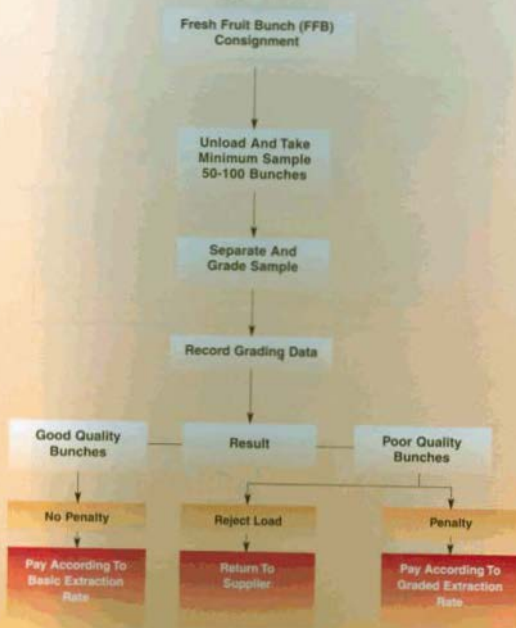 Fresh Fruit Bunch (FFB)
Consignment
Unload And Take
Minimum Sample
50-100 Bunches
Separate And
Grade Sample
Record Grading Data
Good Quality
Bunches
Result
Poor Quality
Bunches
No Penalty
Reject Load
Penalty
Pay According To
Basic Extraction
Rate
Return To
Supplier
Pay According To
Graded Extraction
Rate